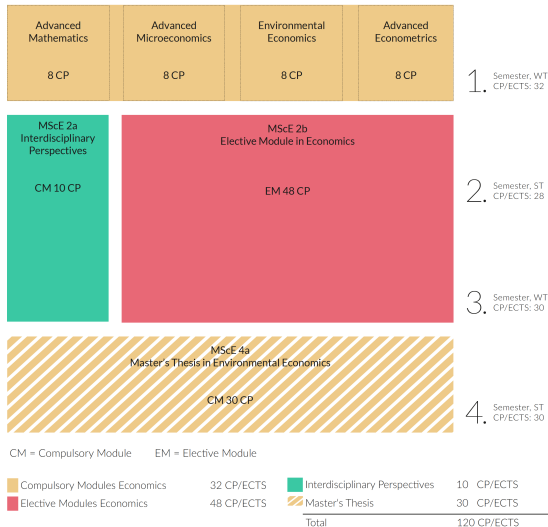 Advanced
Mathematics
8 CP
Advanced
Microeconomics
8 CP
Environmental
Economics
8 CP
Advanced
Econometrics
8 CP
1. Semester, WT
CP/ECTS: 32
MScE 2a
Interdisciplinary
Perspectives
CM 10 CP
MScE 2b
Elective Module in Economics
EM 48 CP
2. Semester, ST
CP/ECTS: 28
3. Semester, WT
CP/ECTS: 30
MScE 4a
Master's Thesis in Environmental Economics
CM 30 CP
4. Semester, ST
CP/ECTS: 30
CM = Compulsory Module EM = Elective Module
Compulsory Modules Economics 32 CP/ECTS
Elective Modules Economics 48 CP/ECTS
Interdisciplinary Perspectives 10 CP/ECTS
Master's Thesis 30 CP/ECTS
Total 120 CP/ECTS